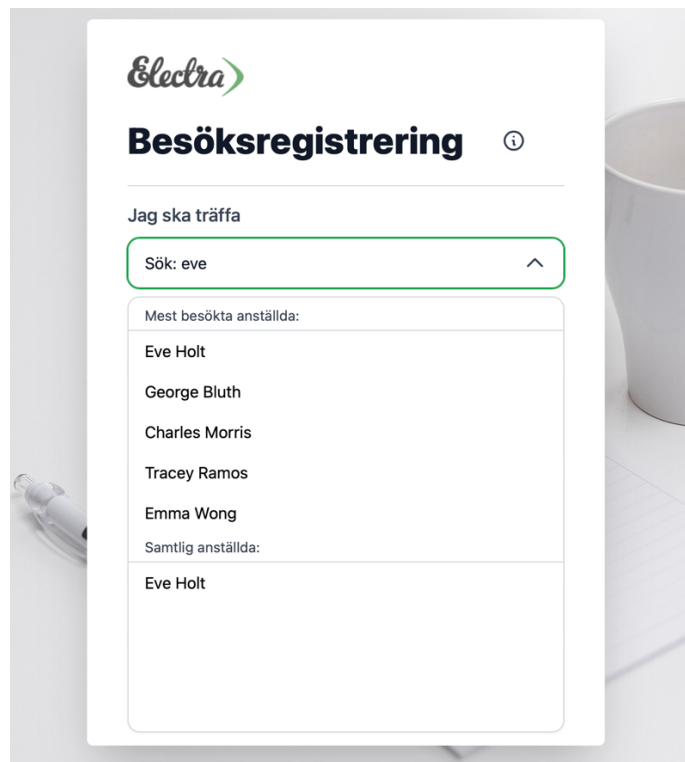 Electra
Besöksregistrering
Jag ska träffa
Sök: eve
Mest besökta anställda:
Eve Holt
George Bluth
Charles Morris
Tracey Ramos
Emma Wong
Samtlig anställda:
Eve Holt